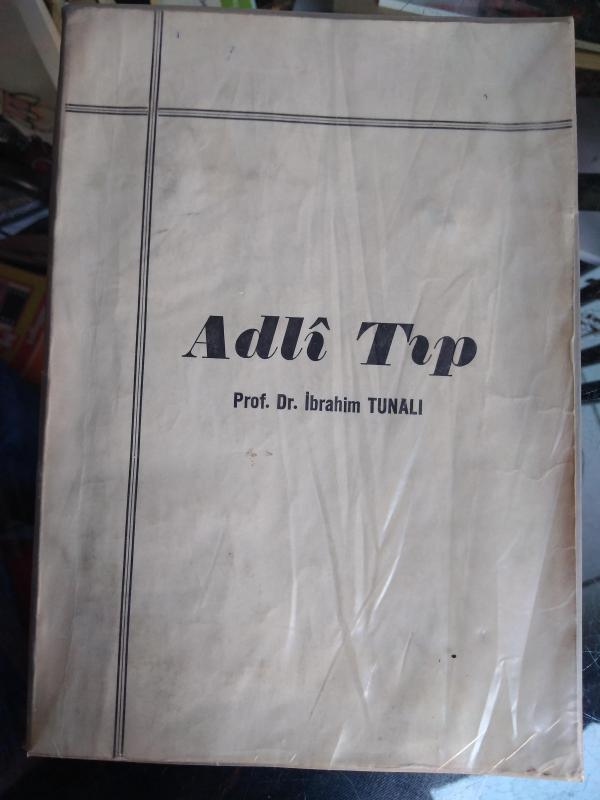 Adlî Tıp
Prof. Dr. İbrahim TUNALI